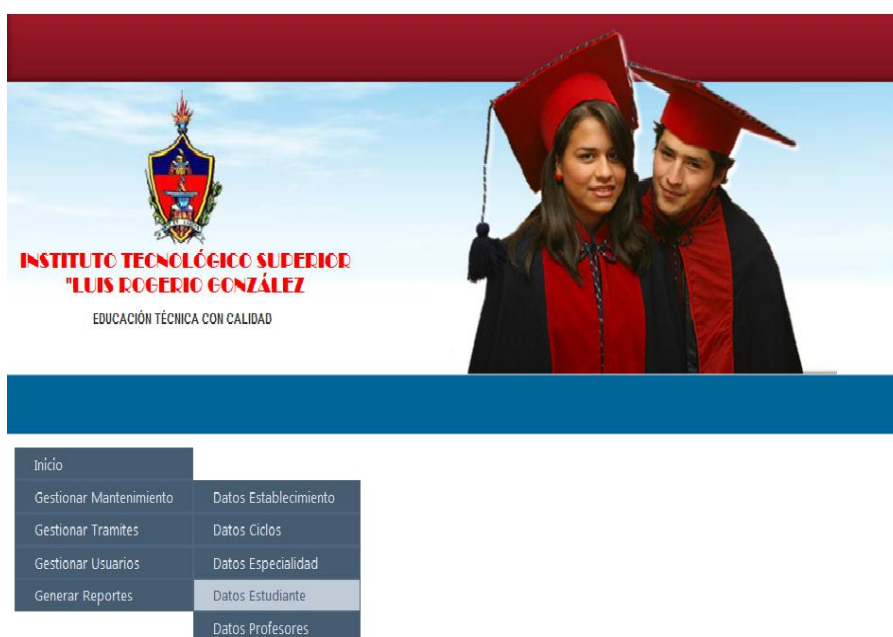 INSTITUTO TECNOLÓGICO SUPERIOR
"LUIS ROGERIO GONZÁLEZ
EDUCACIÓN TÉCNICA CON CALIDAD
Inicio
Gestionar Mantenimiento
Gestionar Tramites
Gestionar Usuarios
Generar Reportes
Datos Establecimiento
Datos Ciclos
Datos Especialidad
Datos Estudiante
Datos Profesores